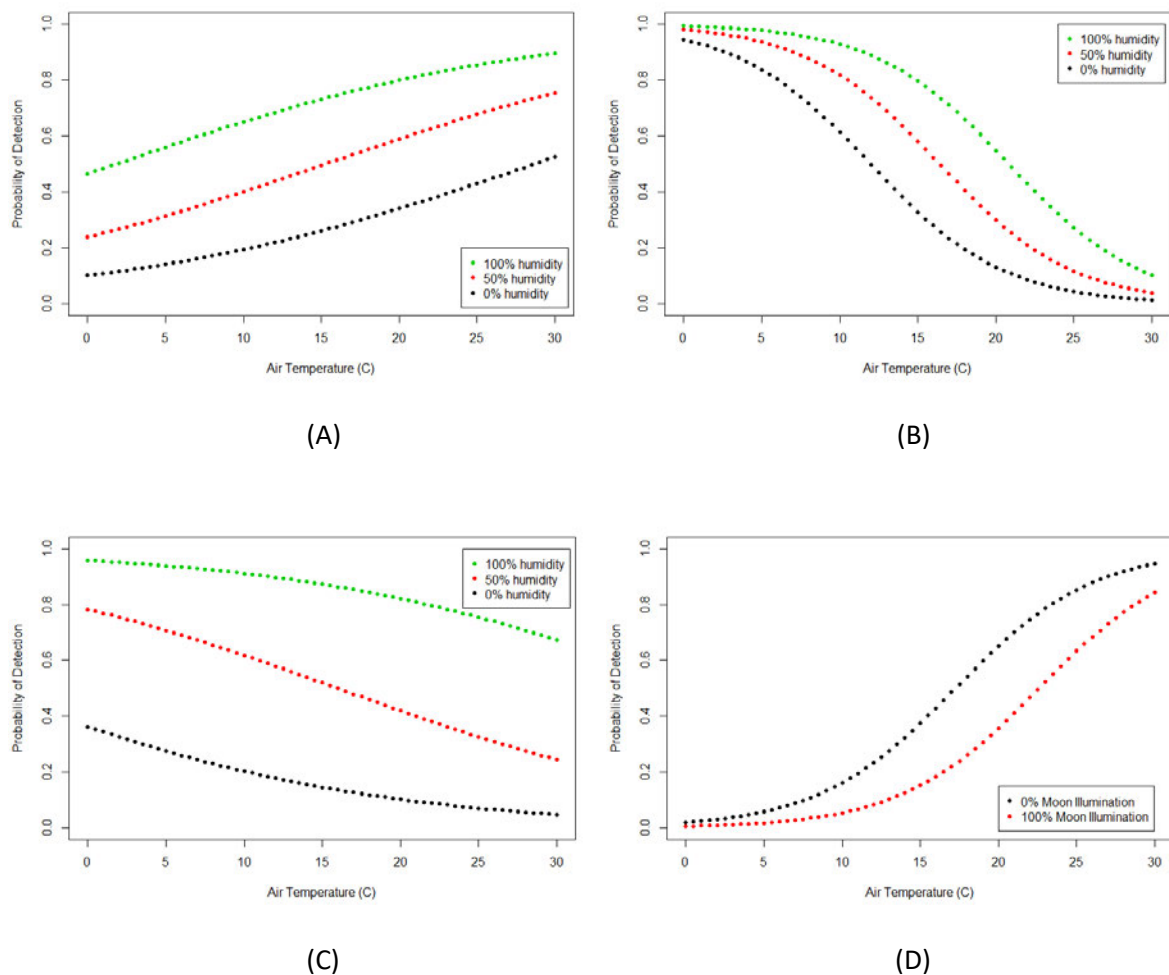 Probability of Detection
1.0
0.8
0.6
0.4
0.2
0.0
100% humidity
50% humidity
0% humidity
0 5 10 15 20 25 30
Air Temperature (C)
(A)
Probability of Detection
1.0
0.8
0.6
0.4
0.2
0.0
100% humidity
50% humidity
0% humidity
0 5 10 15 20 25 30
Air Temperature (C)
(B)
Probability of Detection
1.0
0.8
0.6
0.4
0.2
0.0
100% humidity
50% humidity
0% humidity
0 5 10 15 20 25 30
Air Temperature (C)
(C)
Probability of Detection
1.0
0.8
0.6
0.4
0.2
0.0
0% Moon Illumination
100% Moon Illumination
0 5 10 15 20 25 30
Air Temperature (C)
(D)